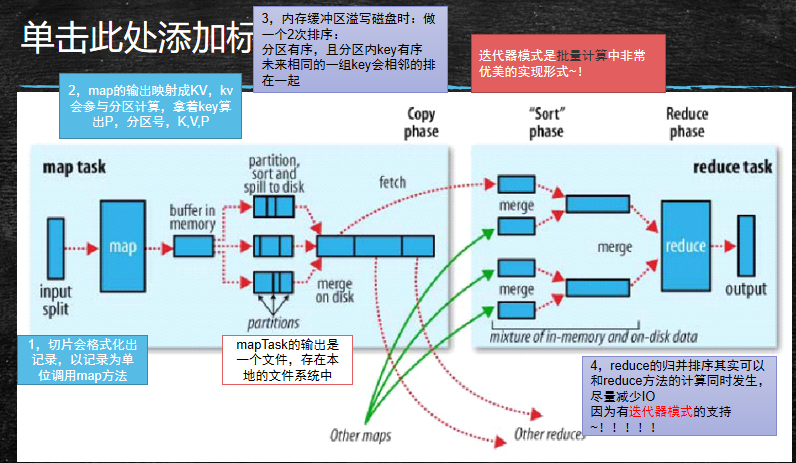 单击此处添加标
3，内存缓冲区溢写磁盘时：做
一个2次排序：
分区有序，且分区内key有序
未来相同的一组key会相邻的排
在一起
迭代器模式是批量计算中非常
优美的实现形式~！
2，map的输出映射成KV，kv
会参与分区计算，拿着key算
出P，分区号，K,V,P
Copy
phase
"Sort"
phase
Reduce
phase
map task
partition,
sort and
spill to disk
fetch
reduce task
buffer in
memory
map
merge
merge
reduce
input
split
merge
on disk
merge
output
partitions
mixture of in-memory and on-disk data
1，切片会格式化出
记录，以记录为单
位调用map方法
mapTask的输出是
一个文件，存在本
地的文件系统中
4，reduce的归并排序其实可以
和reduce方法的计算同时发生，
尽量减少IO
因为有迭代器模式的支持
~！！！！！
Other maps
Other reduces